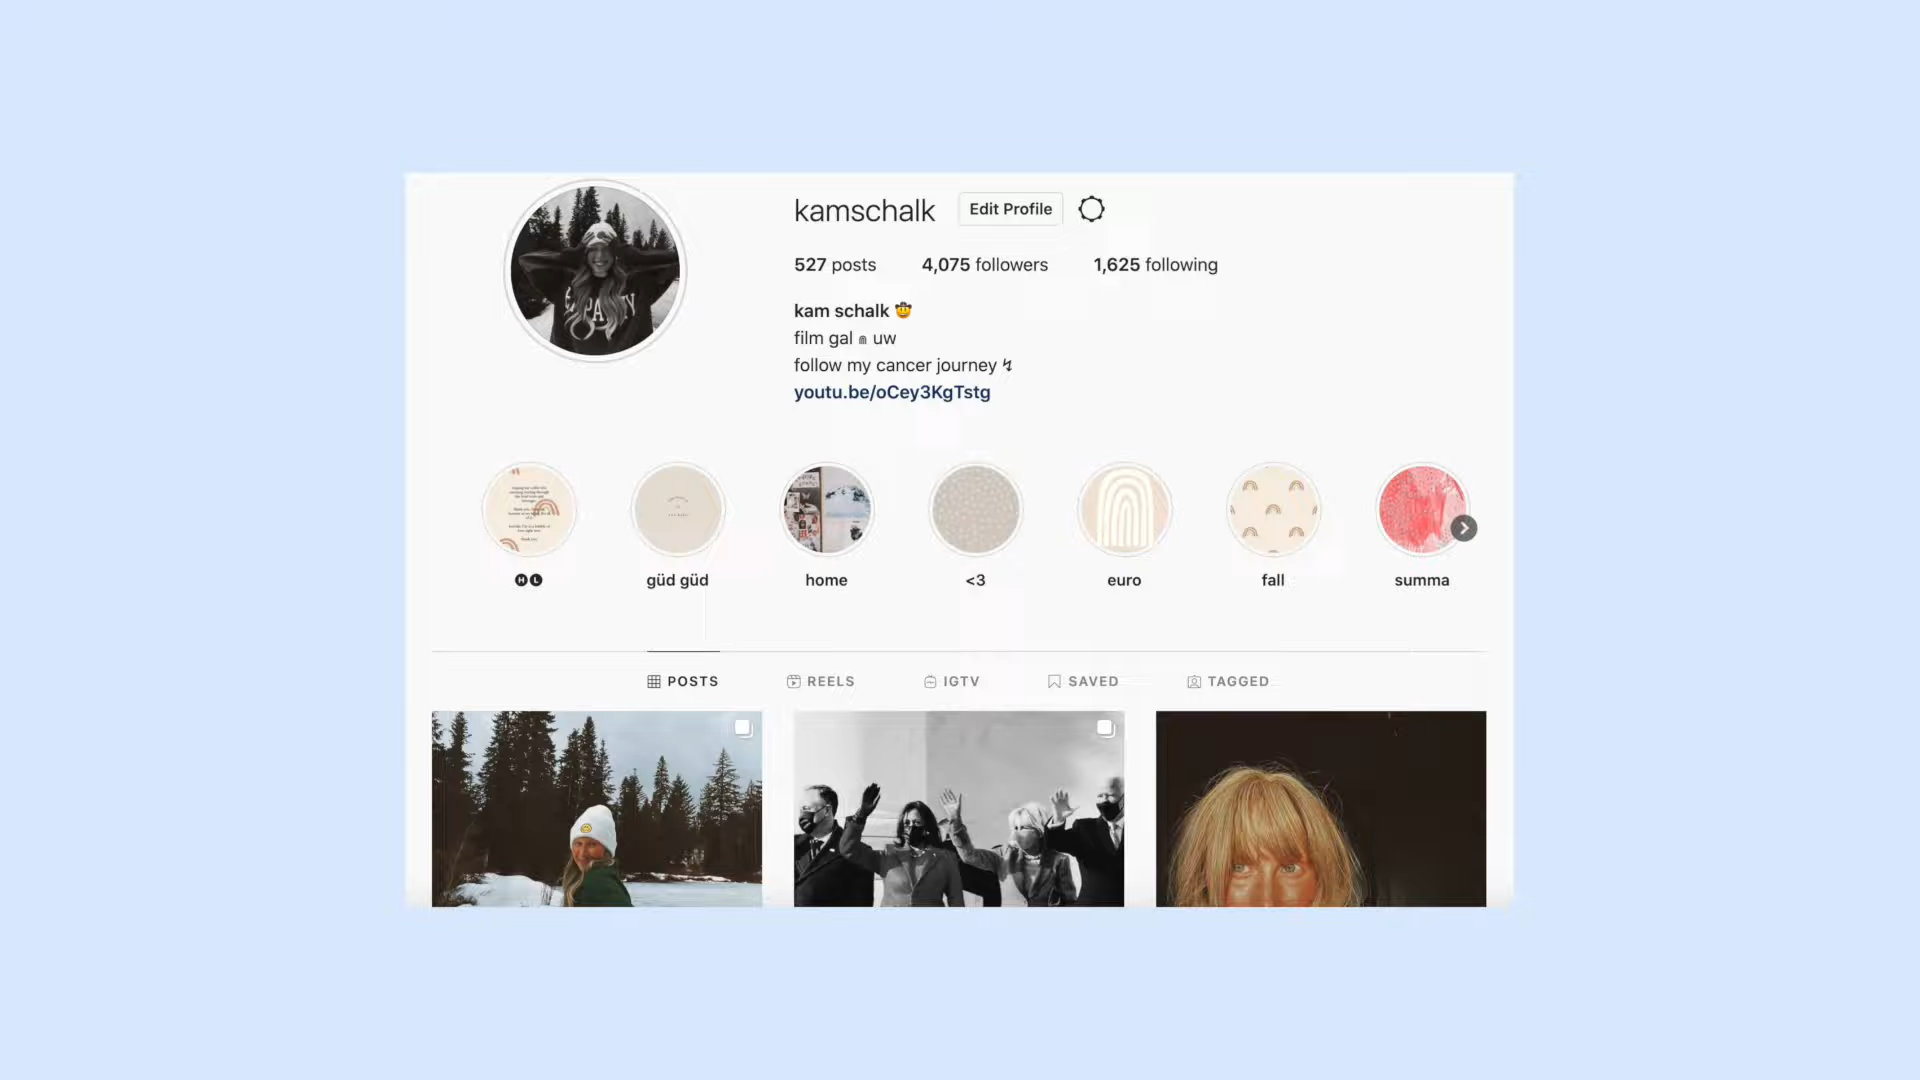 kamschalk Edit Profile
527 posts 4,075 followers 1,625 following
kam schalk 🤠
film gal ⋒ uw
follow my cancer journey ↯
youtu.be/oCey3KgTstg
🅗🅛 güd güd home <3 euro fall summa
POSTS REELS IGTV SAVED TAGGED